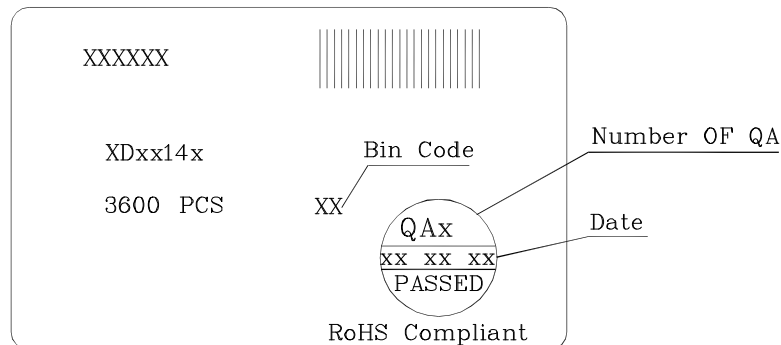 XXXXXX
XDxx14x
Bin Code
Number OF QA
3600 PCS
XX
QAx
Date
xx xx xx
PASSED
RoHS Compliant